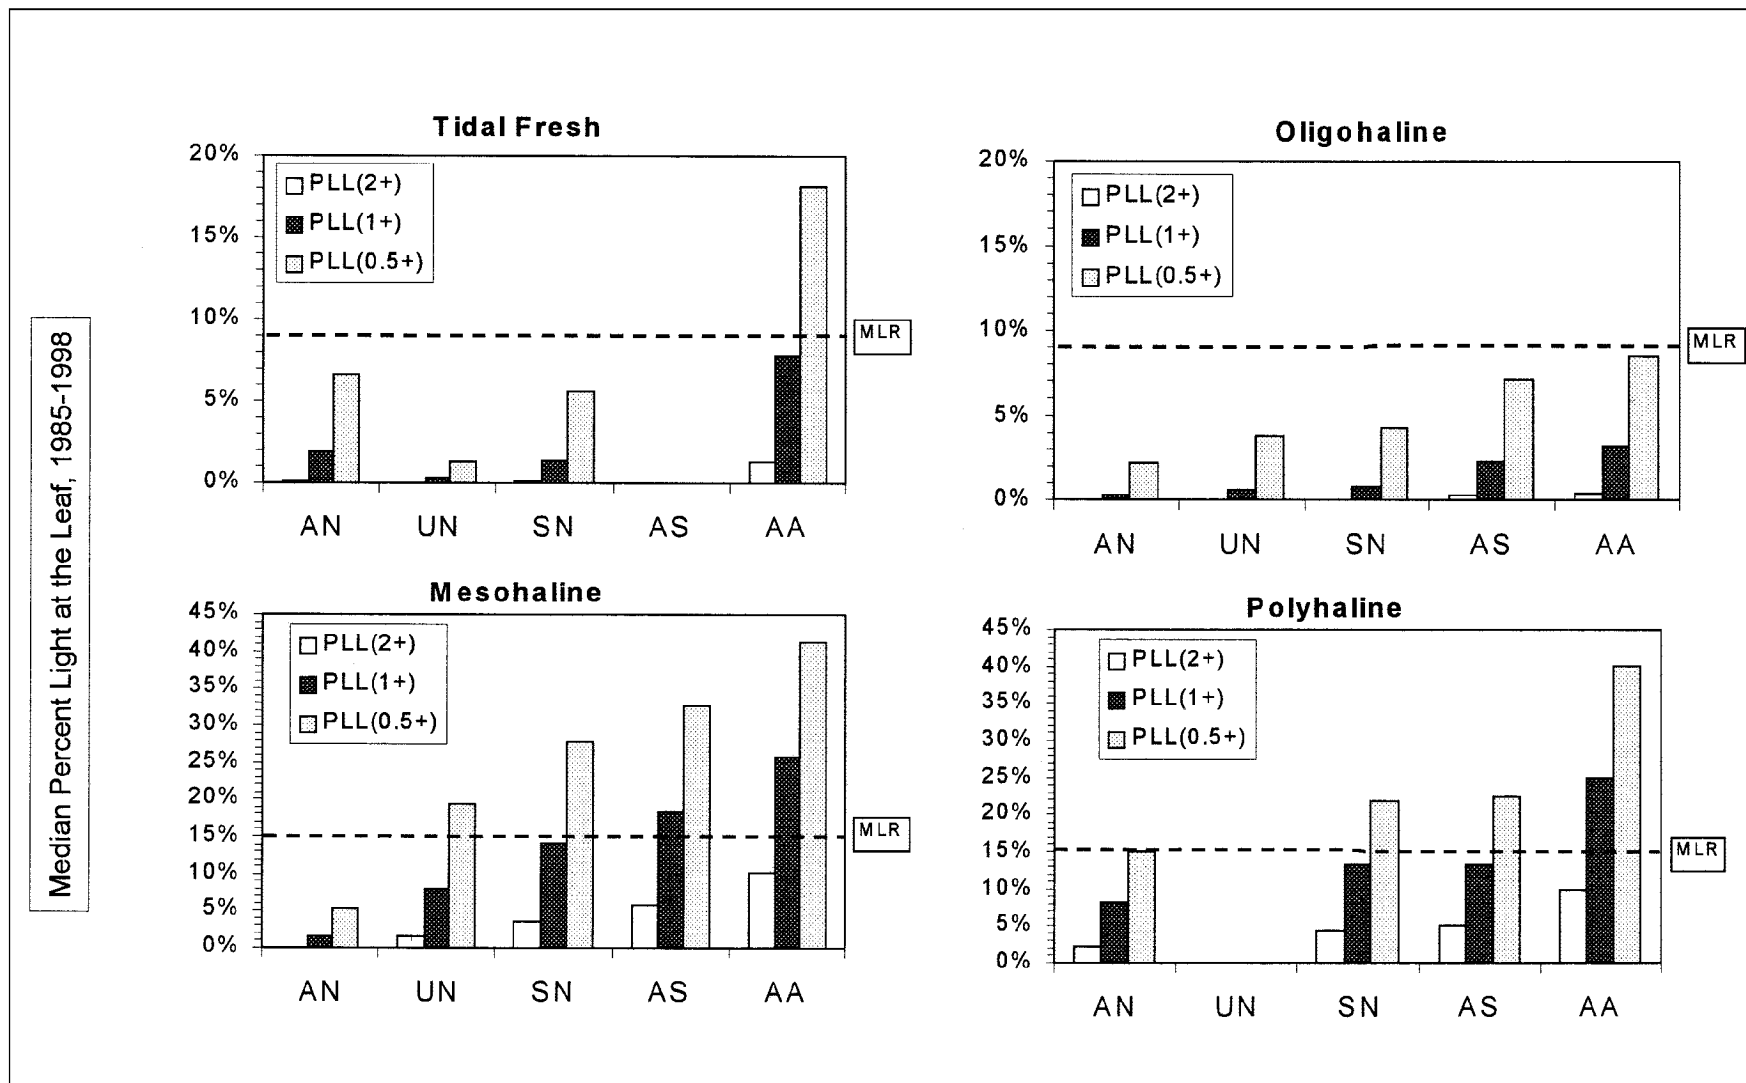 Median Percent Light at the Leaf, 1985-1998
Tidal Fresh
20%
15%
10%
5%
0%
PLL(2+)
PLL(1+)
PLL(0.5+)
MLR
AN UN SN AS AA
Oligohaline
20%
15%
10%
5%
0%
PLL(2+)
PLL(1+)
PLL(0.5+)
MLR
AN UN SN AS AA
Mesohaline
45%
40%
35%
30%
25%
20%
15%
10%
5%
0%
PLL(2+)
PLL(1+)
PLL(0.5+)
MLR
AN UN SN AS AA
Polyhaline
45%
40%
35%
30%
25%
20%
15%
10%
5%
0%
PLL(2+)
PLL(1+)
PLL(0.5+)
MLR
AN UN SN AS AA